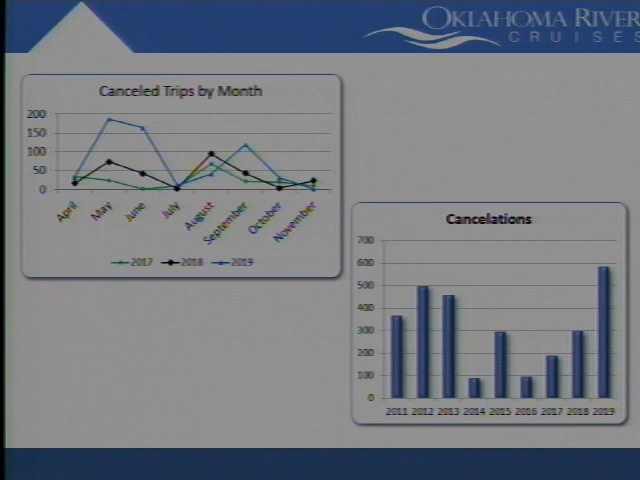 OKLAHOMA RIVER
CRUISES
Canceled Trips by Month
200
150
100
50
0
April
May
June
July
August
September
October
November
2017
2018
2019
Cancelations
700
600
500
400
300
200
100
0
2011 2012 2013 2014 2015 2016 2017 2018 2019